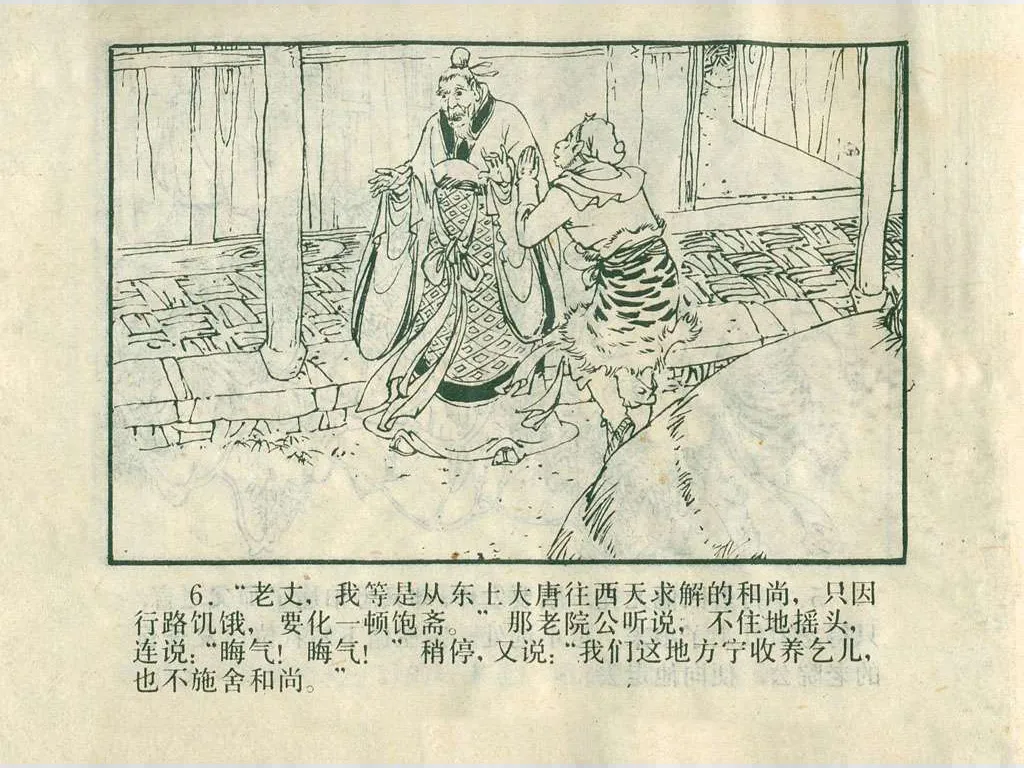 6．“老丈，我等是从东土大唐往西天求解的和尚，只因
行路饥饿，要化一顿饱斋。”那老院公听说，不住地摇头，
连说：“晦气！晦气！”稍停，又说：“我们这地方宁收养乞儿，
也不施舍和尚。”